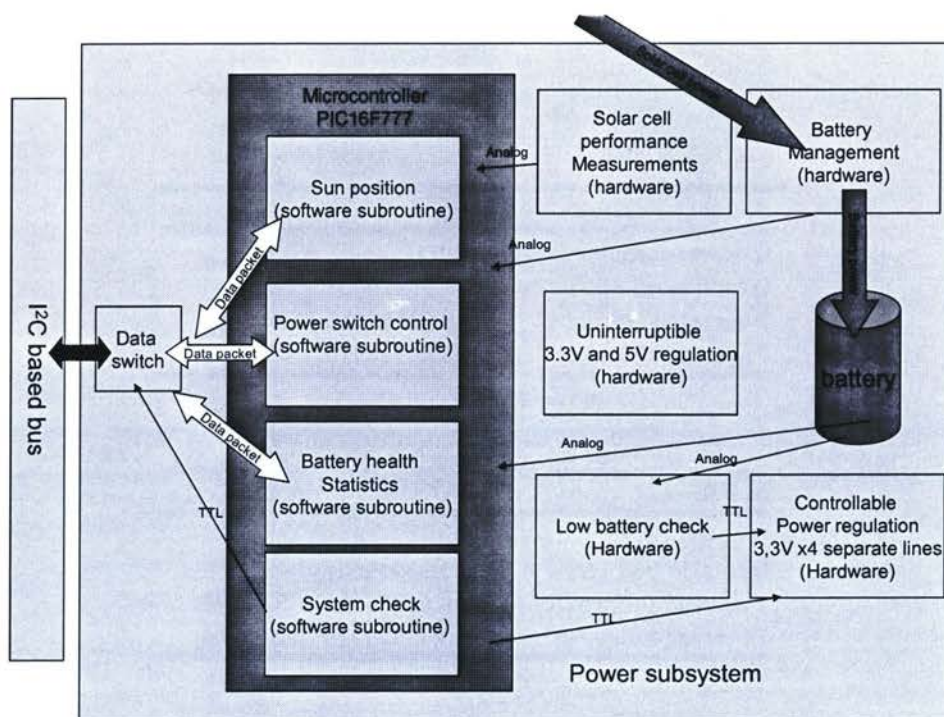 Microcontroller
PIC16F777
Sun position
(software subroutine)
Power switch control
(software subroutine)
Battery health
Statistics
(software subroutine)
System check
(software subroutine)
I²C based bus
Data
switch
Data packet
Data packet
Data packet
TTL
Solar cell
performance
Measurements
(hardware)
Battery
Management
(hardware)
Solar cell
Analog
Analog
Uninterruptible
3.3V and 5V regulation
(hardware)
battery
Analog
Analog
Low battery check
(Hardware)
TTL
Controllable
Power regulation
3,3V x4 separate lines
(Hardware)
TTL
Power subsystem